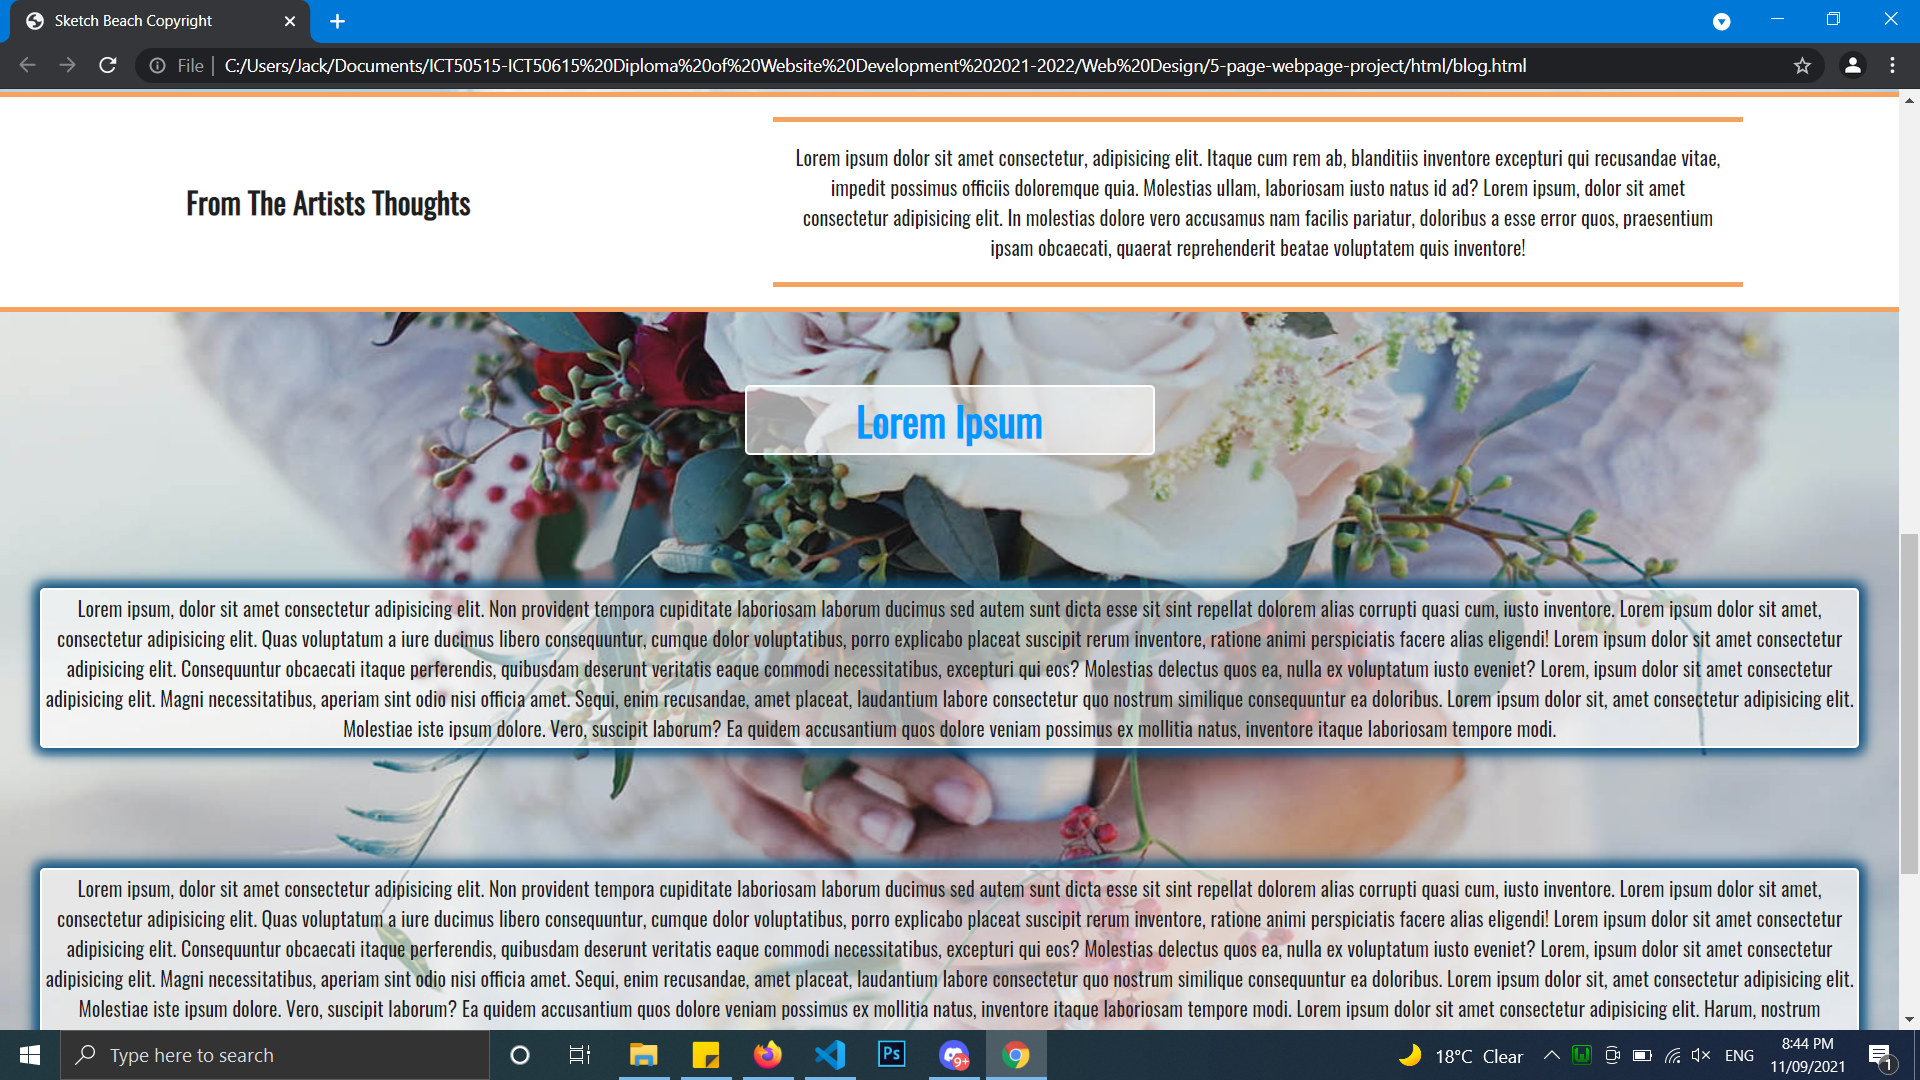 Sketch Beach Copyright
File
C:/Users/Jack/Documents/ICT50515-ICT50615%20Diploma%20of%20Website%20Development%202021-2022/Web%20Design/5-page-webpage-project/html/blog.html
From The Artists Thoughts
Lorem ipsum dolor sit amet consectetur, adipisicing elit. Itaque cum rem ab, blanditiis inventore excepturi qui recusandae vitae,
impedit possimus officiis doloremque quia. Molestias ullam, laboriosam iusto natus id ad? Lorem ipsum, dolor sit amet
consectetur adipisicing elit. In molestias dolore vero accusamus nam facilis pariatur, doloribus a esse error quos, praesentium
ipsam obcaecati, quaerat reprehenderit beatae voluptatem quis inventore!
Lorem Ipsum
Lorem ipsum, dolor sit amet consectetur adipisicing elit. Non provident tempora cupiditate laboriosam laborum ducimus sed autem sunt dicta esse sit sint repellat dolorem alias corrupti quasi cum, iusto inventore. Lorem ipsum dolor sit amet,
consectetur adipisicing elit. Quas voluptatum a iure ducimus libero consequuntur, cumque dolor voluptatibus, porro explicabo placeat suscipit rerum inventore, ratione animi perspiciatis facere alias eligendi! Lorem ipsum dolor sit amet consectetur
adipisicing elit. Consequuntur obcaecati itaque perferendis, quibusdam deserunt veritatis eaque commodi necessitatibus, excepturi qui eos? Molestias delectus quos ea, nulla ex voluptatum iusto eveniet? Lorem, ipsum dolor sit amet consectetur
adipisicing elit. Magni necessitatibus, aperiam sint odio nisi officia amet. Sequi, enim recusandae, amet placeat, laudantium labore consectetur quo nostrum similique consequuntur ea doloribus. Lorem ipsum dolor sit, amet consectetur adipisicing elit.
Molestiae iste ipsum dolore. Vero, suscipit laborum? Ea quidem accusantium quos dolore veniam possimus ex mollitia natus, inventore itaque laboriosam tempore modi.
Lorem ipsum, dolor sit amet consectetur adipisicing elit. Non provident tempora cupiditate laboriosam laborum ducimus sed autem sunt dicta esse sit sint repellat dolorem alias corrupti quasi cum, iusto inventore. Lorem ipsum dolor sit amet,
consectetur adipisicing elit. Quas voluptatum a iure ducimus libero consequuntur, cumque dolor voluptatibus, porro explicabo placeat suscipit rerum inventore, ratione animi perspiciatis facere alias eligendi! Lorem ipsum dolor sit amet consectetur
adipisicing elit. Consequuntur obcaecati itaque perferendis, quibusdam deserunt veritatis eaque commodi necessitatibus, excepturi qui eos? Molestias delectus quos ea, nulla ex voluptatum iusto eveniet? Lorem, ipsum dolor sit amet consectetur
adipisicing elit. Magni necessitatibus, aperiam sint odio nisi officia amet. Sequi, enim recusandae, amet placeat, laudantium labore consectetur quo nostrum similique consequuntur ea doloribus. Lorem ipsum dolor sit, amet consectetur adipisicing elit.
Molestiae iste ipsum dolore. Vero, suscipit laborum? Ea quidem accusantium quos dolore veniam possimus ex mollitia natus, inventore itaque laboriosam tempore modi. Lorem ipsum dolor sit amet consectetur adipisicing elit. Harum, nostrum
Type here to search
Ps
9+
18°C Clear
ENG
8:44 PM
11/09/2021
1